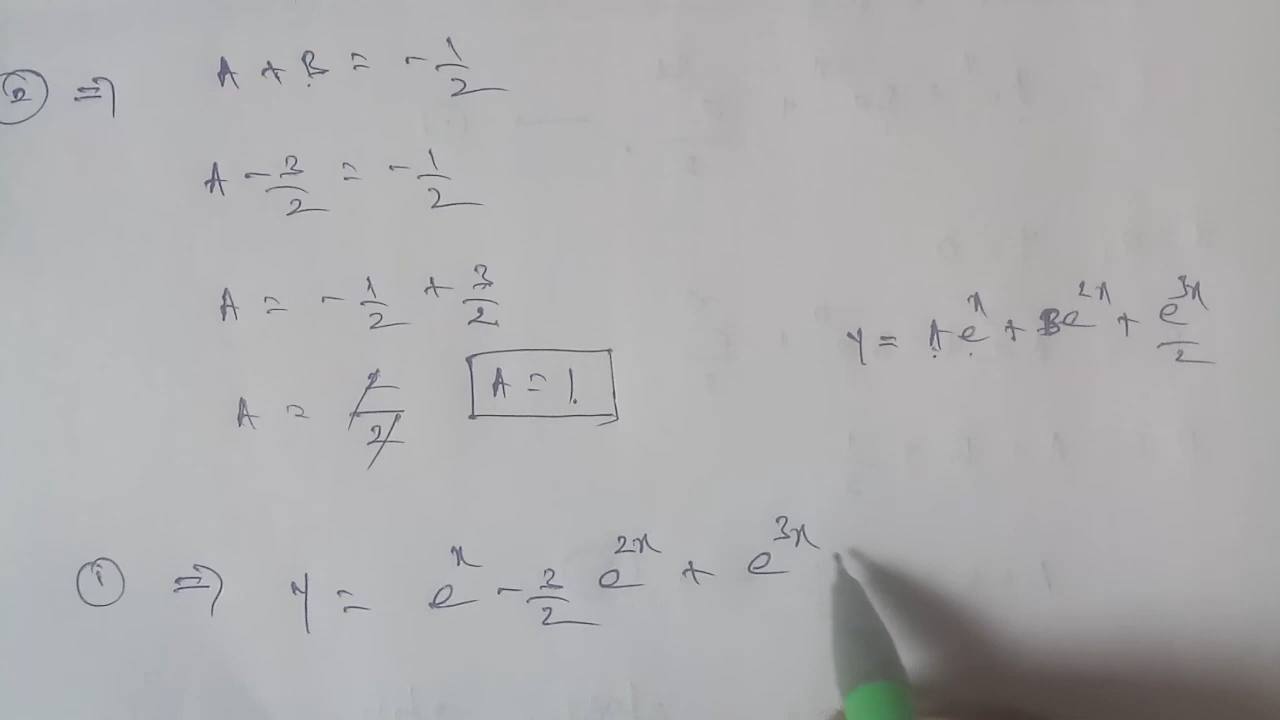 ② ⇒ A + B = - 1/2
A - 3/2 = - 1/2
A = - 1/2 + 3/2
A = 2/2
A = 1.
y = Ae^x + Be^2x + e^3x/2
① ⇒ y = e^x - 3/2 e^2x + e^3x